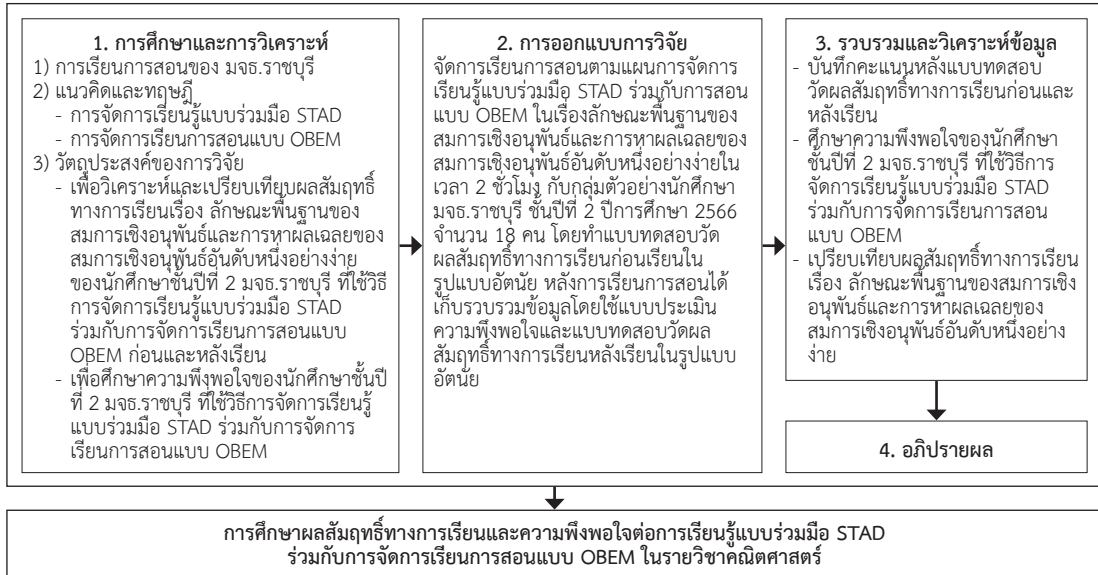 1. การศึกษาและการวิเคราะห์
1) การเรียนการสอนของ มจธ.ราชบุรี
2) แนวคิดและทฤษฎี
- การจัดการเรียนรู้แบบร่วมมือ STAD
- การจัดการเรียนการสอนแบบ OBEM
3) วัตถุประสงค์ของการวิจัย
- เพื่อวิเคราะห์และเปรียบเทียบผลสัมฤทธิ์
ทางการเรียนเรื่อง ลักษณะพื้นฐานของ
สมการเชิงอนุพันธ์และการหาผลเฉลยของ
สมการเชิงอนุพันธ์อันดับหนึ่งอย่างง่าย
ของนักศึกษาชั้นปีที่ 2 มจธ.ราชบุรี ที่ใช้วิธี
การจัดการเรียนรู้แบบร่วมมือ STAD
ร่วมกับการจัดการเรียนการสอนแบบ
OBEM ก่อนและหลังเรียน
- เพื่อศึกษาความพึงพอใจของนักศึกษาชั้นปี
ที่ 2 มจธ.ราชบุรี ที่ใช้วิธีการจัดการเรียนรู้
แบบร่วมมือ STAD ร่วมกับการจัดการ
เรียนการสอนแบบ OBEM
2. การออกแบบการวิจัย
จัดการเรียนการสอนตามแผนการจัดการ
เรียนรู้แบบร่วมมือ STAD ร่วมกับการสอน
แบบ OBEM ในเรื่องลักษณะพื้นฐานของ
สมการเชิงอนุพันธ์และการหาผลเฉลยของ
สมการเชิงอนุพันธ์อันดับหนึ่งอย่างง่ายใน
เวลา 2 ชั่วโมง กับกลุ่มตัวอย่างนักศึกษา
มจธ.ราชบุรี ชั้นปีที่ 2 ปีการศึกษา 2566
จำนวน 18 คน โดยทำแบบทดสอบวัด
ผลสัมฤทธิ์ทางการเรียนก่อนเรียนใน
รูปแบบอัตนัย หลังการเรียนการสอนได้
เก็บรวบรวมข้อมูลโดยใช้แบบประเมิน
ความพึงพอใจและแบบทดสอบวัดผล
สัมฤทธิ์ทางการเรียนหลังเรียนในรูปแบบ
อัตนัย
3. รวบรวมและวิเคราะห์ข้อมูล
- บันทึกคะแนนหลังแบบทดสอบ
วัดผลสัมฤทธิ์ทางการเรียนก่อนและ
หลังเรียน
- ศึกษาความพึงพอใจของนักศึกษา
ชั้นปีที่ 2 มจธ.ราชบุรี ที่ใช้วิธีการ
จัดการเรียนรู้แบบร่วมมือ STAD
ร่วมกับการจัดการเรียนการสอน
แบบ OBEM
- เปรียบเทียบผลสัมฤทธิ์ทางการเรียน
เรื่อง ลักษณะพื้นฐานของสมการเชิง
อนุพันธ์และการหาผลเฉลยของ
สมการเชิงอนุพันธ์อันดับหนึ่งอย่าง
ง่าย
4. อภิปรายผล
การศึกษาผลสัมฤทธิ์ทางการเรียนและความพึงพอใจต่อการเรียนรู้แบบร่วมมือ STAD
ร่วมกับการจัดการเรียนการสอนแบบ OBEM ในรายวิชาคณิตศาสตร์